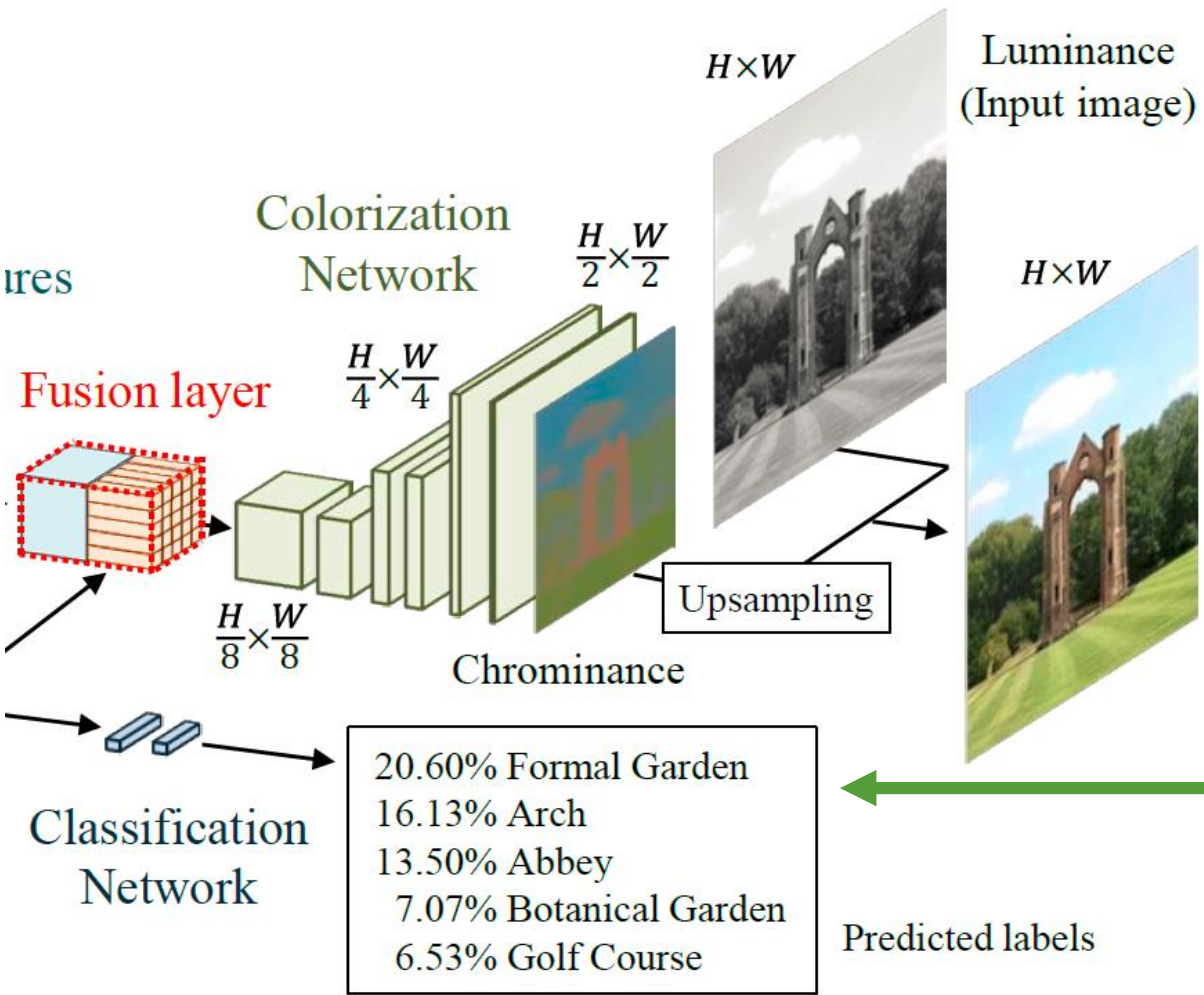 Luminance
(Input image)
H×W
Colorization
Network
H/2×W/2
H×W
ures
H/4×W/4
Fusion layer
Upsampling
H/8×W/8
Chrominance
20.60% Formal Garden
16.13% Arch
13.50% Abbey
7.07% Botanical Garden
6.53% Golf Course
Classification
Network
Predicted labels